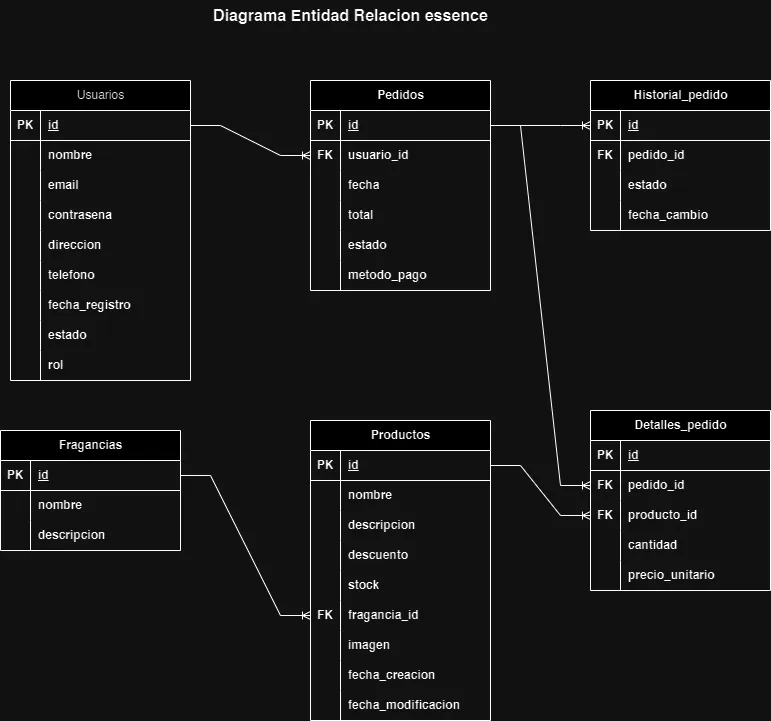 Diagrama Entidad Relacion essence
Usuarios
PK id
nombre
email
contrasena
direccion
telefono
fecha_registro
estado
rol
Pedidos
PK id
FK usuario_id
fecha
total
estado
metodo_pago
Historial_pedido
PK id
FK pedido_id
estado
fecha_cambio
Fragancias
PK id
nombre
descripcion
Productos
PK id
nombre
descripcion
descuento
stock
FK fragancia_id
imagen
fecha_creacion
fecha_modificacion
Detalles_pedido
PK id
FK pedido_id
FK producto_id
cantidad
precio_unitario